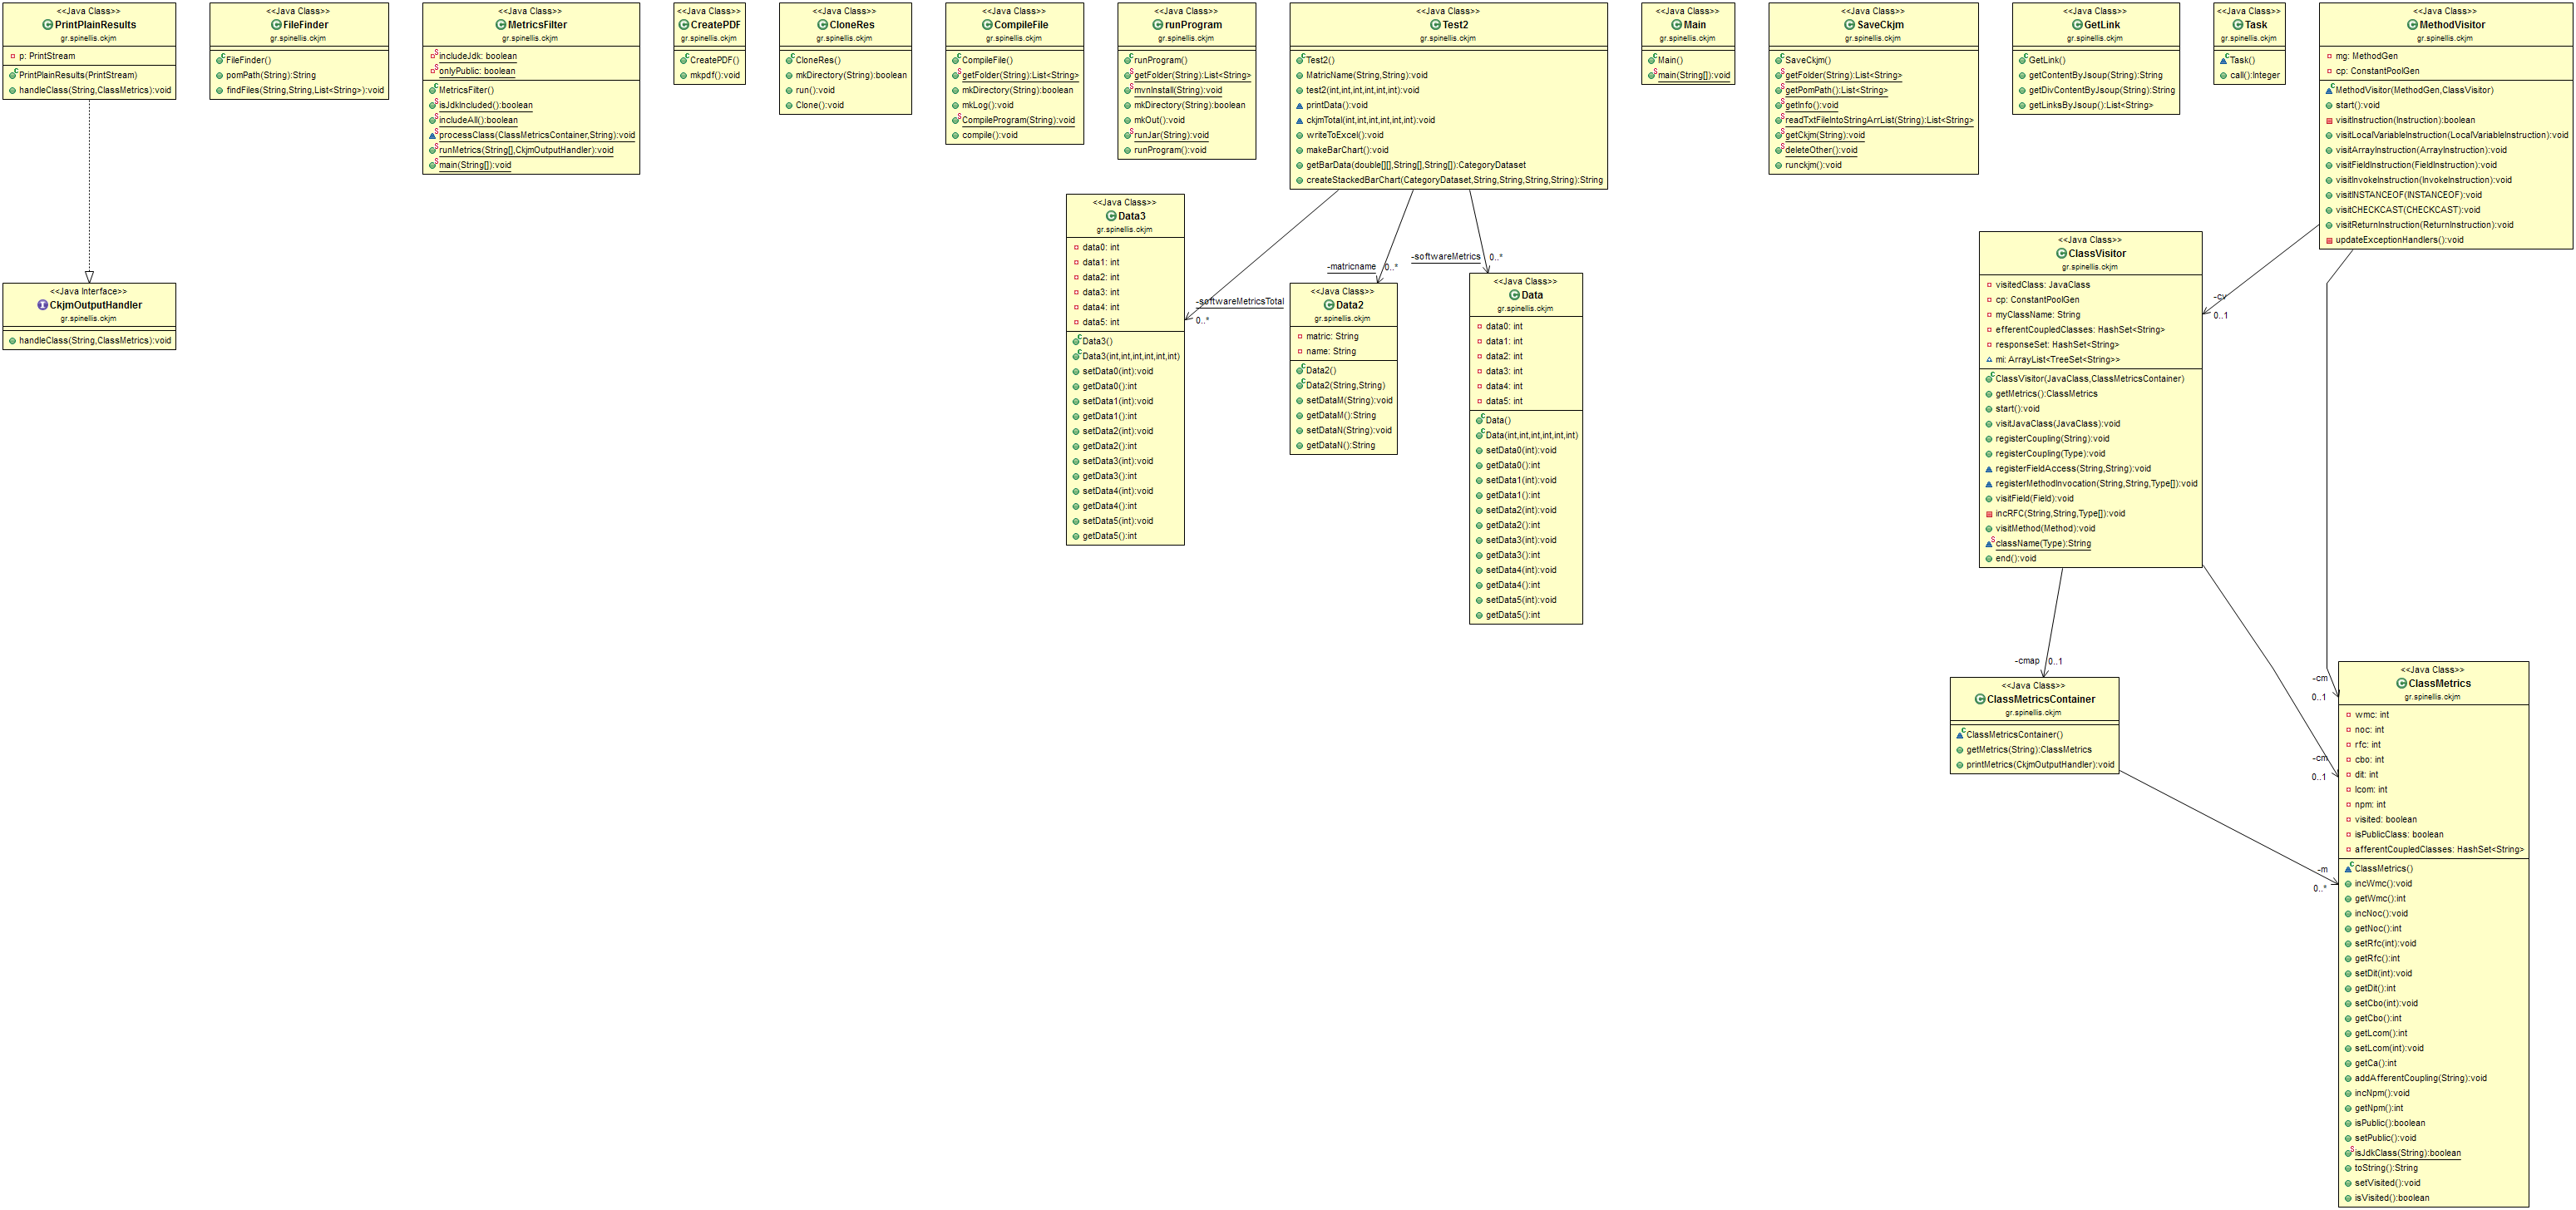 <<Java Class>>
PrintPlainResults
gr.spinellis.ckjm
p: PrintStream
PrintPlainResults(PrintStream)
handleClass(String,ClassMetrics):void
<<Java Interface>>
CkjmOutputHandler
gr.spinellis.ckjm
handleClass(String,ClassMetrics):void
<<Java Class>>
FileFinder
gr.spinellis.ckjm
FileFinder()
pomPath(String):String
findFiles(String,String,List<String>):void
<<Java Class>>
MetricsFilter
gr.spinellis.ckjm
includeJdk: boolean
onlyPublic: boolean
MetricsFilter()
isJdkIncluded():boolean
includeAll():boolean
processClass(ClassMetricsContainer,String):void
runMetrics(String[],CkjmOutputHandler):void
main(String[]):void
<<Java Class>>
CreatePDF
gr.spinellis.ckjm
CreatePDF()
mkpdf():void
<<Java Class>>
CloneRes
gr.spinellis.ckjm
CloneRes()
mkDirectory(String):boolean
run():void
Clone():void
<<Java Class>>
CompileFile
gr.spinellis.ckjm
CompileFile()
getFolder(String):List<String>
mkDirectory(String):boolean
mkLog():void
CompileProgram(String):void
compile():void
<<Java Class>>
runProgram
gr.spinellis.ckjm
runProgram()
getFolder(String):List<String>
mvnInstall(String):void
mkDirectory(String):boolean
mkOut():void
runJar(String):void
runProgram():void
<<Java Class>>
Test2
gr.spinellis.ckjm
Test2()
MatricName(String,String):void
test2(int,int,int,int,int,int):void
printData():void
ckjmTotal(int,int,int,int,int,int):void
writeToExcel():void
makeBarChart():void
getBarData(double[][],String[],String[]):CategoryDataset
createStackedBarChart(CategoryDataset,String,String,String,String):String
-softwareMetricsTotal
0..*
-matricname
0..*
-softwareMetrics
0..*
<<Java Class>>
Data3
gr.spinellis.ckjm
data0: int
data1: int
data2: int
data3: int
data4: int
data5: int
Data3()
Data3(int,int,int,int,int,int)
setData0(int):void
getData0():int
setData1(int):void
getData1():int
setData2(int):void
getData2():int
setData3(int):void
getData3():int
setData4(int):void
getData4():int
setData5(int):void
getData5():int
<<Java Class>>
Data2
gr.spinellis.ckjm
matric: String
name: String
Data2()
Data2(String,String)
setDataM(String):void
getDataM():String
setDataN(String):void
getDataN():String
<<Java Class>>
Data
gr.spinellis.ckjm
data0: int
data1: int
data2: int
data3: int
data4: int
data5: int
Data()
Data(int,int,int,int,int,int)
setData0(int):void
getData0():int
setData1(int):void
getData1():int
setData2(int):void
getData2():int
setData3(int):void
getData3():int
setData4(int):void
getData4():int
setData5(int):void
getData5():int
<<Java Class>>
Main
gr.spinellis.ckjm
Main()
main(String[]):void
<<Java Class>>
SaveCkjm
gr.spinellis.ckjm
SaveCkjm()
getFolder(String):List<String>
getPomPath():List<String>
getInfo():void
readTxtFileIntoStringArrList(String):List<String>
getCkjm(String):void
deleteOther():void
runckjm():void
<<Java Class>>
GetLink
gr.spinellis.ckjm
GetLink()
getContentByJsoup(String):String
getDivContentByJsoup(String):String
getLinksByJsoup():List<String>
<<Java Class>>
Task
gr.spinellis.ckjm
Task()
call():Integer
<<Java Class>>
MethodVisitor
gr.spinellis.ckjm
mg: MethodGen
cp: ConstantPoolGen
MethodVisitor(MethodGen,ClassVisitor)
start():void
visitInstruction(Instruction):boolean
visitLocalVariableInstruction(LocalVariableInstruction):void
visitArrayInstruction(ArrayInstruction):void
visitFieldInstruction(FieldInstruction):void
visitInvokeInstruction(InvokeInstruction):void
visitINSTANCEOF(INSTANCEOF):void
visitCHECKCAST(CHECKCAST):void
visitReturnInstruction(ReturnInstruction):void
updateExceptionHandlers():void
-cv
0..1
<<Java Class>>
ClassVisitor
gr.spinellis.ckjm
visitedClass: JavaClass
cp: ConstantPoolGen
myClassName: String
efferentCoupledClasses: HashSet<String>
responseSet: HashSet<String>
mi: ArrayList<TreeSet<String>>
ClassVisitor(JavaClass,ClassMetricsContainer)
getMetrics():ClassMetrics
start():void
visitJavaClass(JavaClass):void
registerCoupling(String):void
registerCoupling(Type):void
registerFieldAccess(String,String):void
registerMethodInvocation(String,String,Type[]):void
visitField(Field):void
incRFC(String,String,Type[]):void
visitMethod(Method):void
className(Type):String
end():void
-cmap
0..1
-cm
0..1
-cm
0..1
<<Java Class>>
ClassMetricsContainer
gr.spinellis.ckjm
ClassMetricsContainer()
getMetrics(String):ClassMetrics
printMetrics(CkjmOutputHandler):void
-m
0..*
<<Java Class>>
ClassMetrics
gr.spinellis.ckjm
wmc: int
noc: int
rfc: int
cbo: int
dit: int
lcom: int
npm: int
visited: boolean
isPublicClass: boolean
afferentCoupledClasses: HashSet<String>
ClassMetrics()
incWmc():void
getWmc():int
incNoc():void
getNoc():int
setRfc(int):void
getRfc():int
setDit(int):void
getDit():int
setCbo(int):void
getCbo():int
getLcom():int
setLcom(int):void
getCa():int
addAfferentCoupling(String):void
incNpm():void
getNpm():int
isPublic():boolean
setPublic():void
isJdkClass(String):boolean
toString():String
setVisited():void
isVisited():boolean